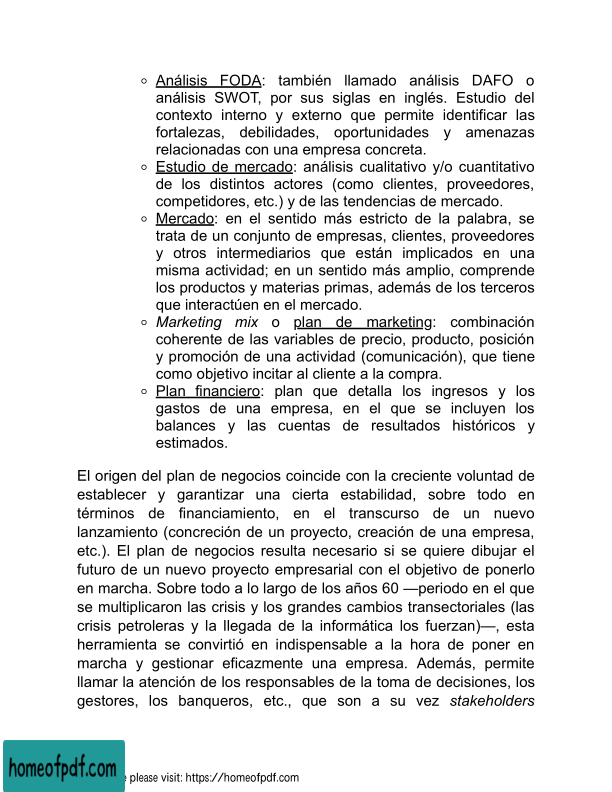 ◦ Análisis FODA: también llamado análisis DAFO o
análisis SWOT, por sus siglas en inglés. Estudio del
contexto interno y externo que permite identificar las
fortalezas, debilidades, oportunidades y amenazas
relacionadas con una empresa concreta.
◦ Estudio de mercado: análisis cualitativo y/o cuantitativo
de los distintos actores (como clientes, proveedores,
competidores, etc.) y de las tendencias de mercado.
◦ Mercado: en el sentido más estricto de la palabra, se
trata de un conjunto de empresas, clientes, proveedores
y otros intermediarios que están implicados en una
misma actividad; en un sentido más amplio, comprende
los productos y materias primas, además de los terceros
que interactúen en el mercado.
◦ Marketing mix o plan de marketing: combinación
coherente de las variables de precio, producto, posición
y promoción de una actividad (comunicación), que tiene
como objetivo incitar al cliente a la compra.
◦ Plan financiero: plan que detalla los ingresos y los
gastos de una empresa, en el que se incluyen los
balances y las cuentas de resultados históricos y
estimados.
El origen del plan de negocios coincide con la creciente voluntad de
establecer y garantizar una cierta estabilidad, sobre todo en
términos de financiamiento, en el transcurso de un nuevo
lanzamiento (concreción de un proyecto, creación de una empresa,
etc.). El plan de negocios resulta necesario si se quiere dibujar el
futuro de un nuevo proyecto empresarial con el objetivo de ponerlo
en marcha. Sobre todo a lo largo de los años 60 —periodo en el que
se multiplicaron las crisis y los grandes cambios transectoriales (las
crisis petroleras y la llegada de la informática los fuerzan)—, esta
herramienta se convirtió en indispensable a la hora de poner en
marcha y gestionar eficazmente una empresa. Además, permite
llamar la atención de los responsables de la toma de decisiones, los
gestores, los banqueros, etc., que son a su vez stakeholders
homeofpdf.com
please visit: https://homeofpdf.com